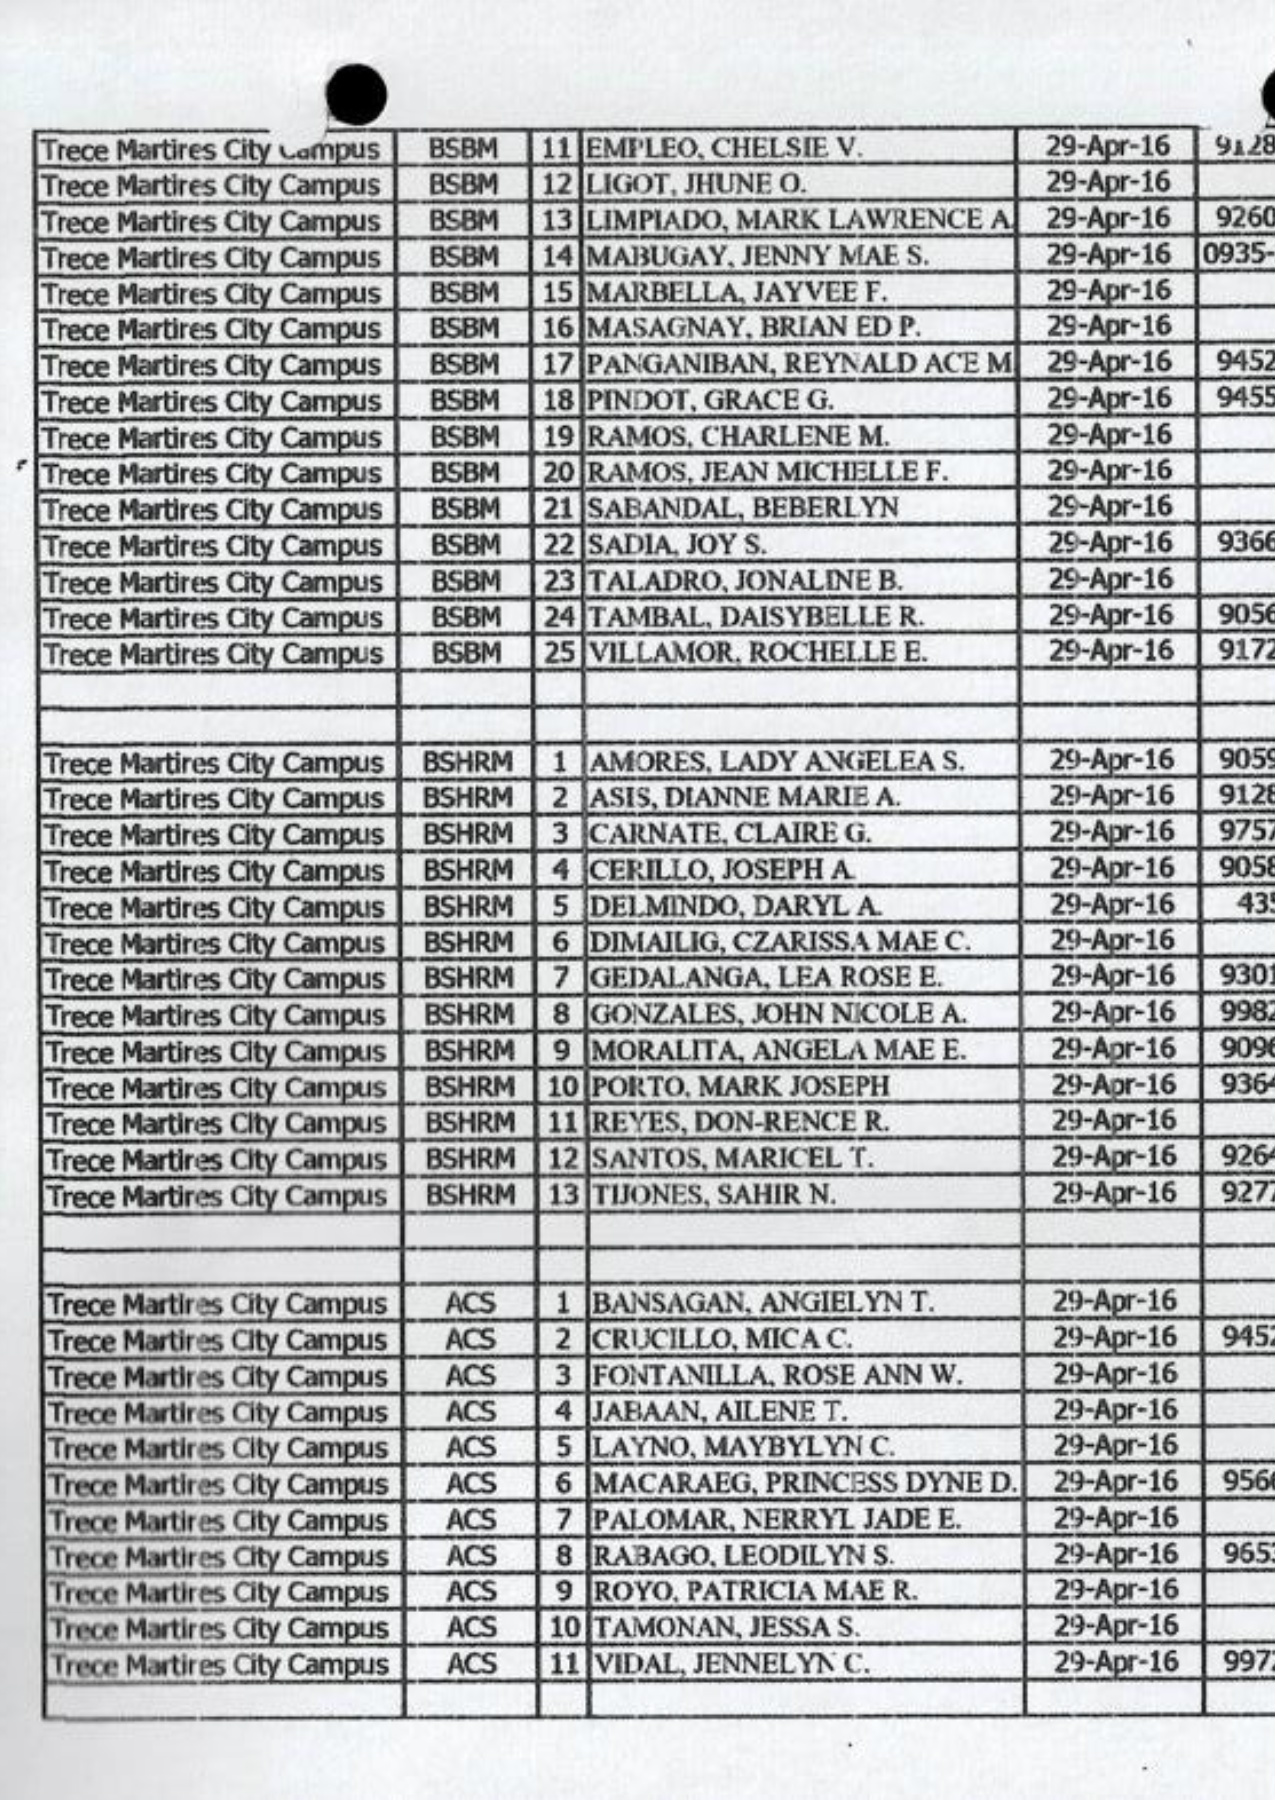 Trece Martires City Campus BSBM 11 EMPLEO, CHELSIE V. 29-Apr-16 9128
Trece Martires City Campus BSBM 12 LIGOT, JHUNE O. 29-Apr-16
Trece Martires City Campus BSBM 13 LIMPIADO, MARK LAWRENCE A. 29-Apr-16 9260
Trece Martires City Campus BSBM 14 MABUGAY, JENNY MAE S. 29-Apr-16 0935-
Trece Martires City Campus BSBM 15 MARBELLA, JAYVEE F. 29-Apr-16
Trece Martires City Campus BSBM 16 MASAGNAY, BRIAN ED P. 29-Apr-16
Trece Martires City Campus BSBM 17 PANGANIBAN, REYNALD ACE M 29-Apr-16 9452
Trece Martires City Campus BSBM 18 PINDOT, GRACE G. 29-Apr-16 9455
Trece Martires City Campus BSBM 19 RAMOS, CHARLENE M. 29-Apr-16
Trece Martires City Campus BSBM 20 RAMOS, JEAN MICHELLE F. 29-Apr-16
Trece Martires City Campus BSBM 21 SABANDAL, BEBERLYN 29-Apr-16
Trece Martires City Campus BSBM 22 SADIA, JOY S. 29-Apr-16 9366
Trece Martires City Campus BSBM 23 TALADRO, JONALINE B. 29-Apr-16
Trece Martires City Campus BSBM 24 TAMBAL, DAISYBELLE R. 29-Apr-16 9056
Trece Martires City Campus BSBM 25 VILLAMOR, ROCHELLE E. 29-Apr-16 9172
Trece Martires City Campus BSHRM 1 AMORES, LADY ANGELEA S. 29-Apr-16 9059
Trece Martires City Campus BSHRM 2 ASIS, DIANNE MARIE A. 29-Apr-16 9128
Trece Martires City Campus BSHRM 3 CARNATE, CLAIRE G. 29-Apr-16 9757
Trece Martires City Campus BSHRM 4 CERILLO, JOSEPH A. 29-Apr-16 9058
Trece Martires City Campus BSHRM 5 DELMINDO, DARYL A. 29-Apr-16 435
Trece Martires City Campus BSHRM 6 DIMAILIG, CZARISSA MAE C. 29-Apr-16
Trece Martires City Campus BSHRM 7 GEDALANGA, LEA ROSE E. 29-Apr-16 9301
Trece Martires City Campus BSHRM 8 GONZALES, JOHN NICOLE A. 29-Apr-16 9982
Trece Martires City Campus BSHRM 9 MORALITA, ANGELA MAE E. 29-Apr-16 9096
Trece Martires City Campus BSHRM 10 PORTO, MARK JOSEPH 29-Apr-16 9364
Trece Martires City Campus BSHRM 11 REYES, DON-RENCE R. 29-Apr-16
Trece Martires City Campus BSHRM 12 SANTOS, MARICEL T. 29-Apr-16 9264
Trece Martires City Campus BSHRM 13 TIJONES, SAHIR N. 29-Apr-16 9277
Trece Martires City Campus ACS 1 BANSAGAN, ANGIELYN T. 29-Apr-16
Trece Martires City Campus ACS 2 CRUCILLO, MICA C. 29-Apr-16 9452
Trece Martires City Campus ACS 3 FONTANILLA, ROSE ANN W. 29-Apr-16
Trece Martires City Campus ACS 4 JABAAN, AILENE T. 29-Apr-16
Trece Martires City Campus ACS 5 LAYNO, MAYBYLYN C. 29-Apr-16
Trece Martires City Campus ACS 6 MACARAEG, PRINCESS DYNE D. 29-Apr-16 9566
Trece Martires City Campus ACS 7 PALOMAR, NERRYL JADE E. 29-Apr-16
Trece Martires City Campus ACS 8 RABAGO, LEODILYN S. 29-Apr-16 9653
Trece Martires City Campus ACS 9 ROYO, PATRICIA MAE R. 29-Apr-16
Trece Martires City Campus ACS 10 TAMONAN, JESSA S. 29-Apr-16
Trece Martires City Campus ACS 11 VIDAL, JENNELYN C. 29-Apr-16 9972